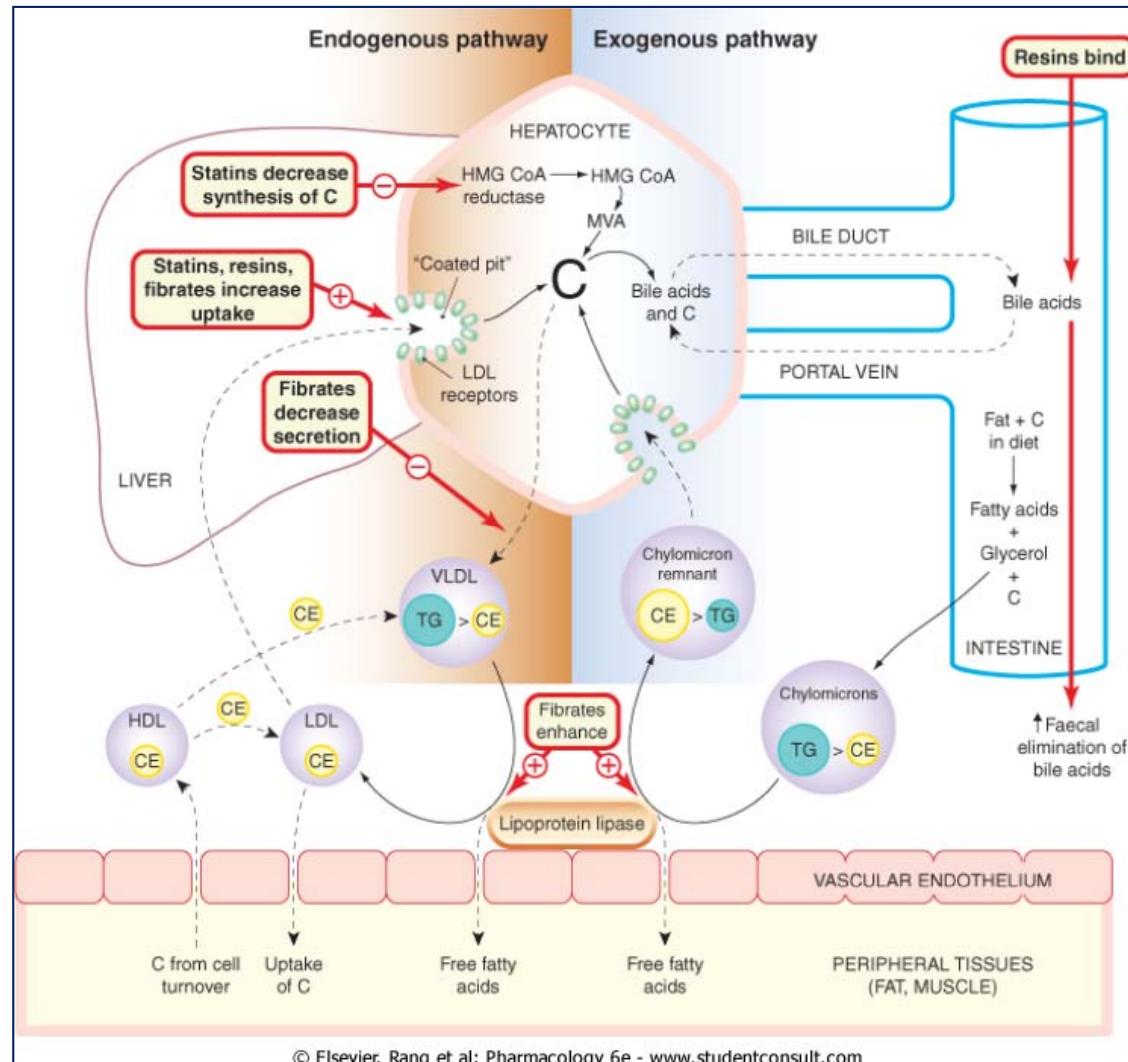 Endogenous pathway
Exogenous pathway
Resins bind
HEPATOCYTE
Statins decrease
synthesis of C
−
HMG CoA
reductase
HMG CoA
MVA
"Coated pit"
C
Bile acids
and C
BILE DUCT
Bile acids
PORTAL VEIN
Statins, resins,
fibrates increase
uptake
+
LDL
receptors
Fibrates
decrease
secretion
−
LIVER
Fat + C
in diet
Fatty acids
+
Glycerol
+
C
INTESTINE
VLDL
TG > CE
Chylomicron
remnant
CE > TG
CE
CE
HDL
CE
LDL
CE
Fibrates
enhance
+
+
Chylomicrons
TG > CE
↑Faecal
elimination of
bile acids
Lipoprotein lipase
VASCULAR ENDOTHELIUM
C from cell
turnover
Uptake
of C
Free fatty
acids
Free fatty
acids
PERIPHERAL TISSUES
(FAT, MUSCLE)
© Elsevier. Rang et al: Pharmacology 6e - www.studentconsult.com